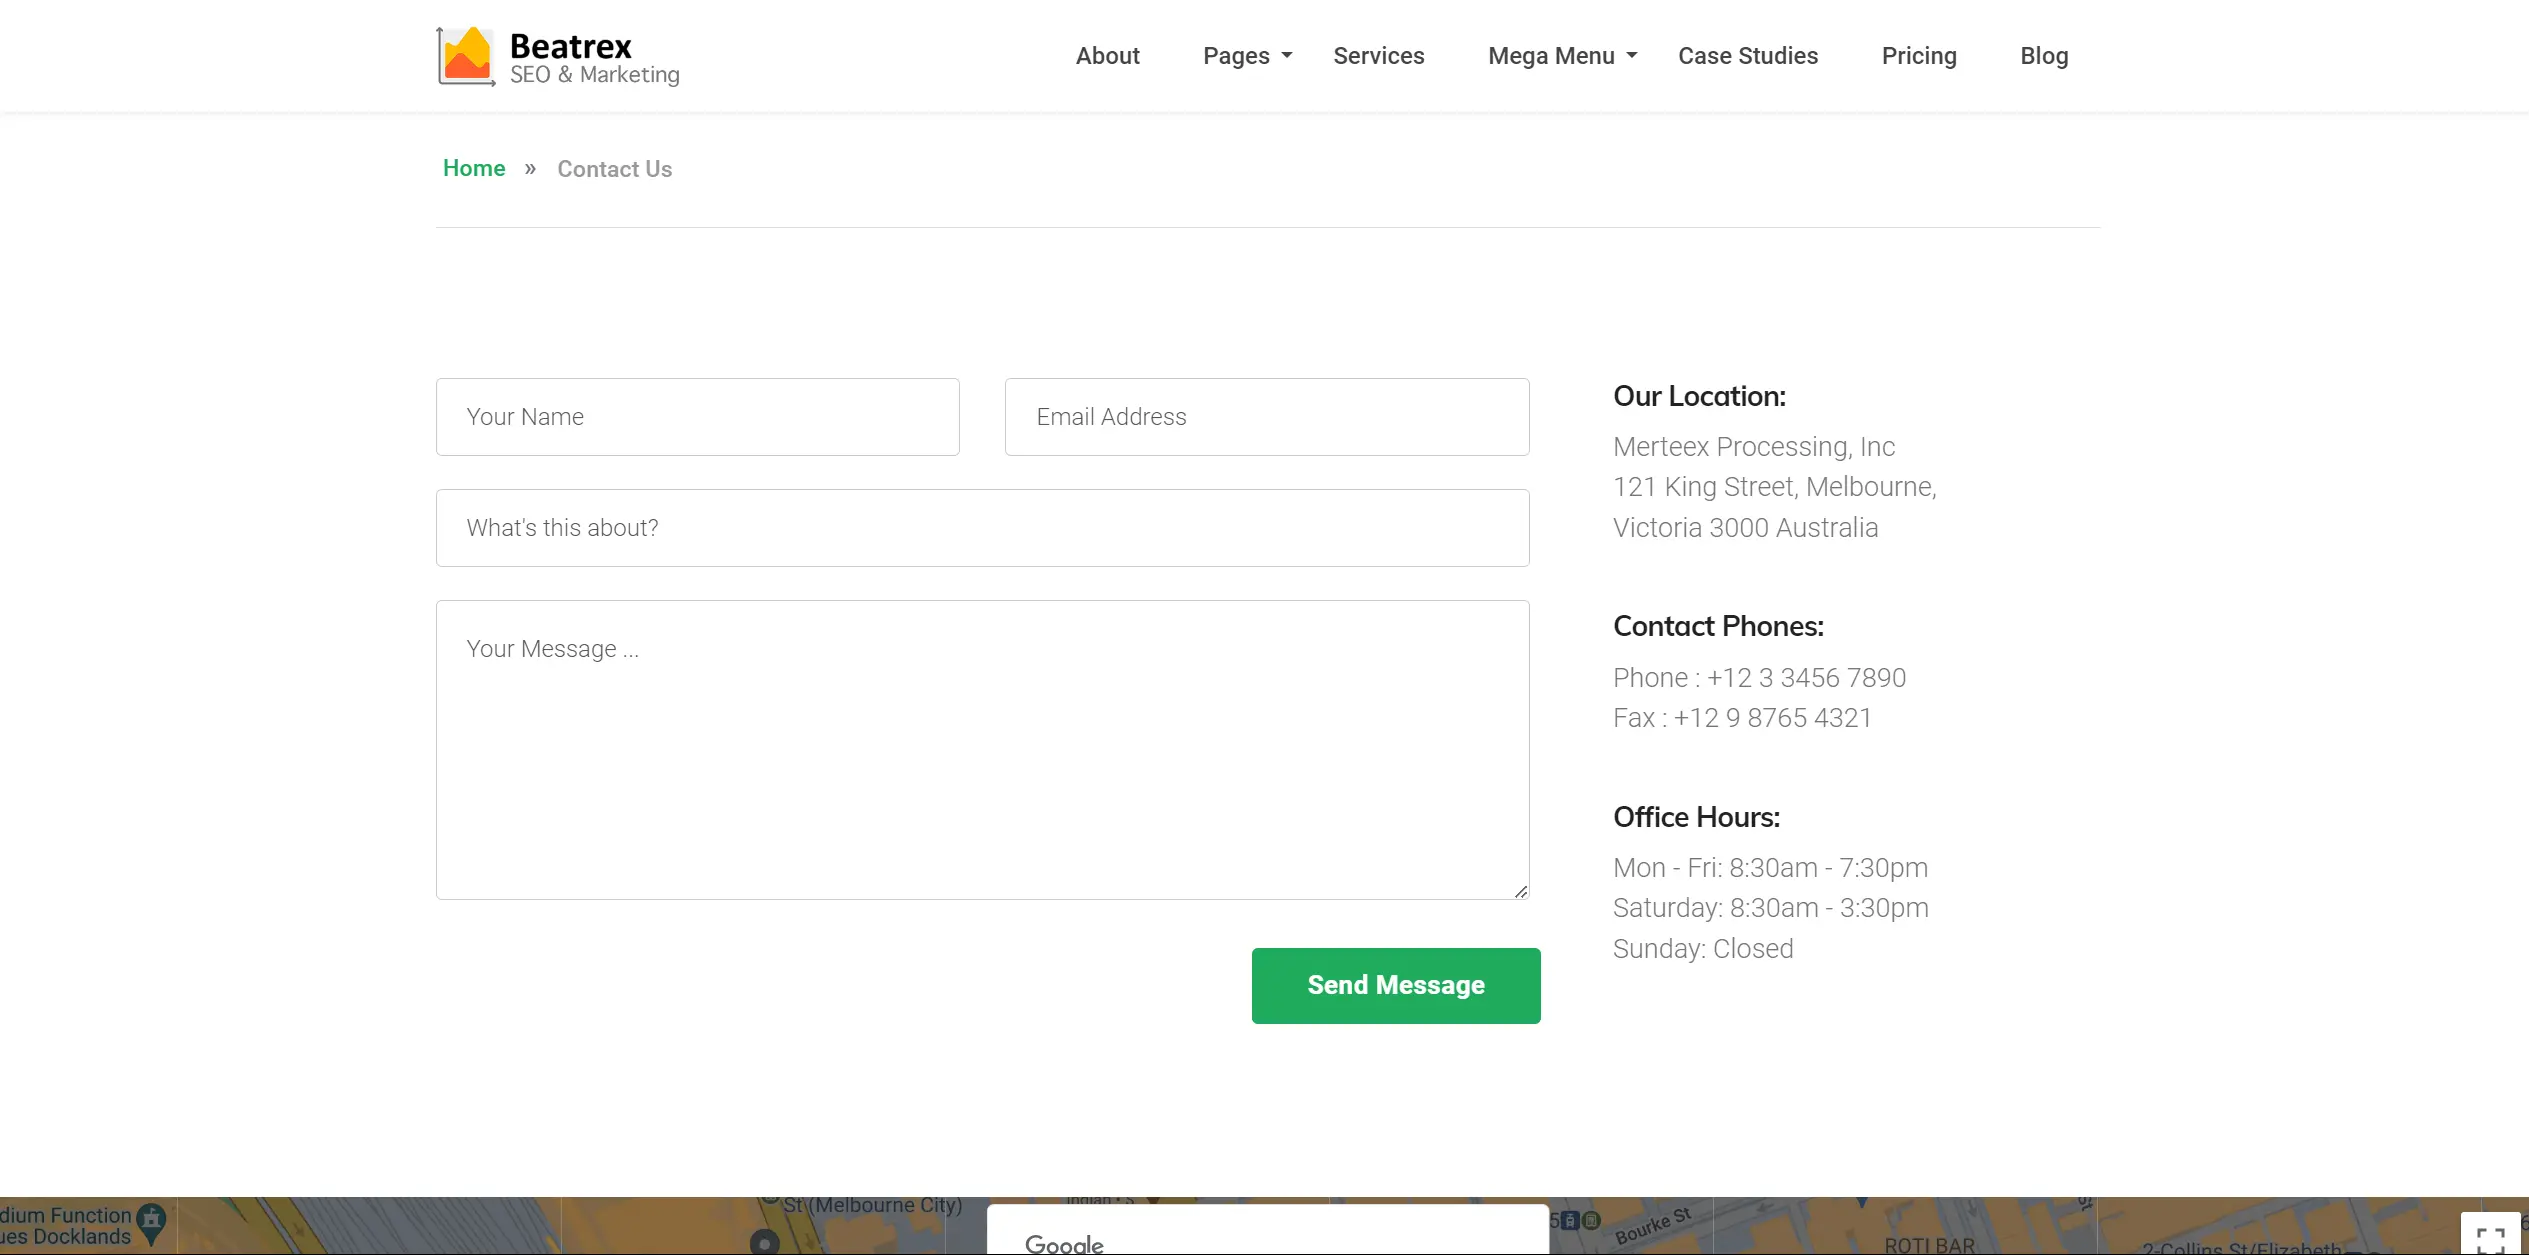 Beatrex
SEO & Marketing
About Pages Services Mega Menu Case Studies Pricing Blog
Home » Contact Us
Your Name
Email Address
What's this about?
Your Message ...
Send Message
Our Location:
Merteex Processing, Inc
121 King Street, Melbourne,
Victoria 3000 Australia
Contact Phones:
Phone : +12 3 3456 7890
Fax : +12 9 8765 4321
Office Hours:
Mon - Fri: 8:30am - 7:30pm
Saturday: 8:30am - 3:30pm
Sunday: Closed
dium Function
ues Docklands
St (Melbourne City)
Indian • S
Google
Bourke St
ROTI BAR
2-Collins St/Elizabeth